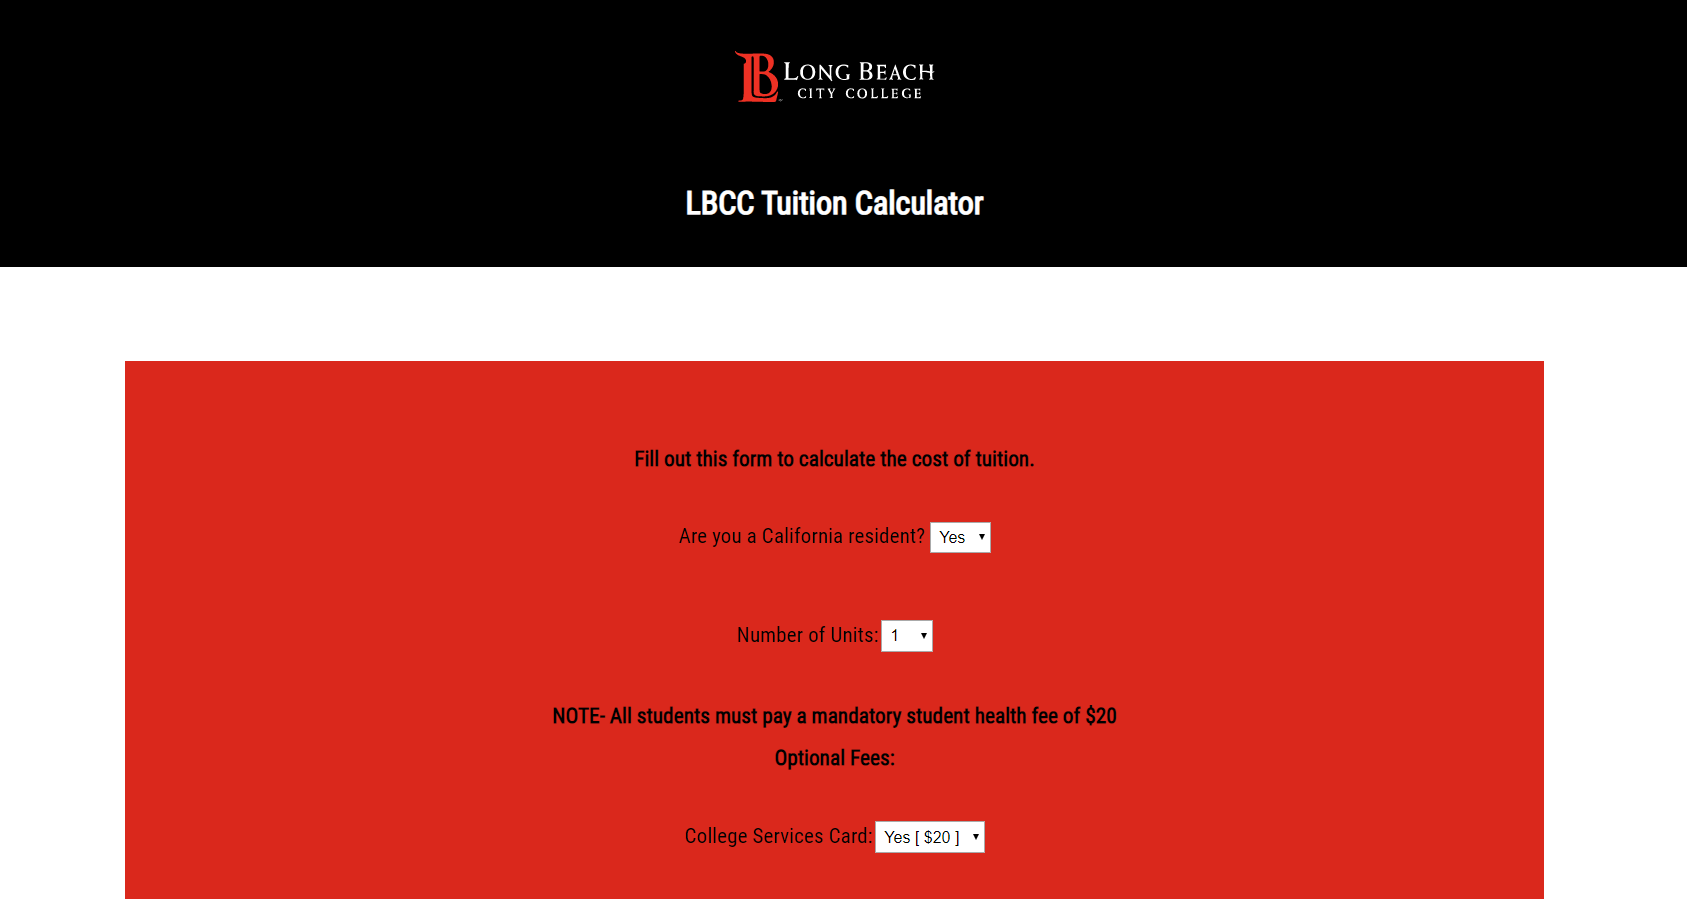 LB LONG BEACH
CITY COLLEGE
LBCC Tuition Calculator
Fill out this form to calculate the cost of tuition.
Are you a California resident? Yes
Number of Units: 1
NOTE- All students must pay a mandatory student health fee of $20
Optional Fees:
College Services Card: Yes [ $20 ]